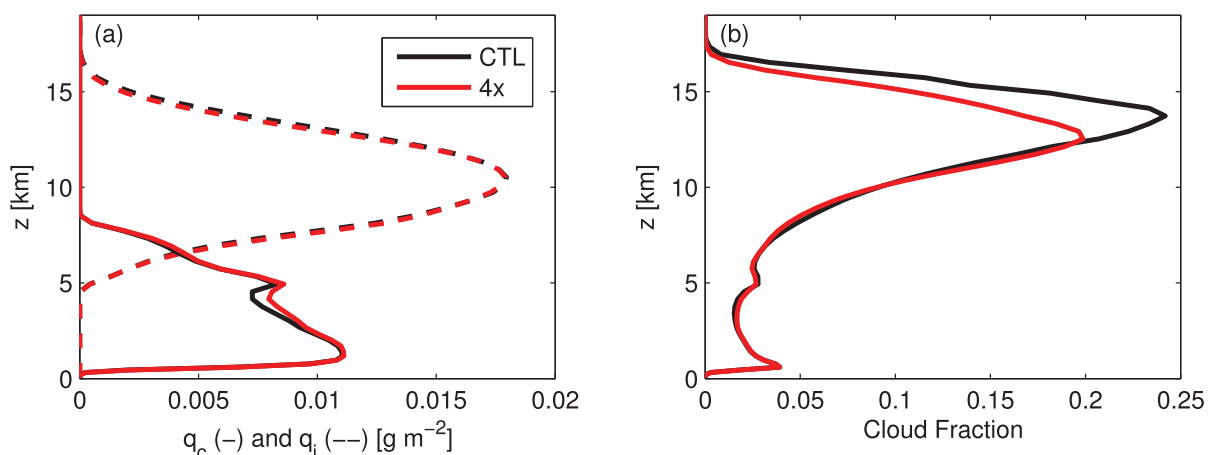 (a)
CTL
4x
15
10
5
0
z [km]
0 0.005 0.01 0.015 0.02
q_c (-) and q_i (--) [g m^-2]
(b)
15
10
5
0
z [km]
0 0.05 0.1 0.15 0.2 0.25
Cloud Fraction